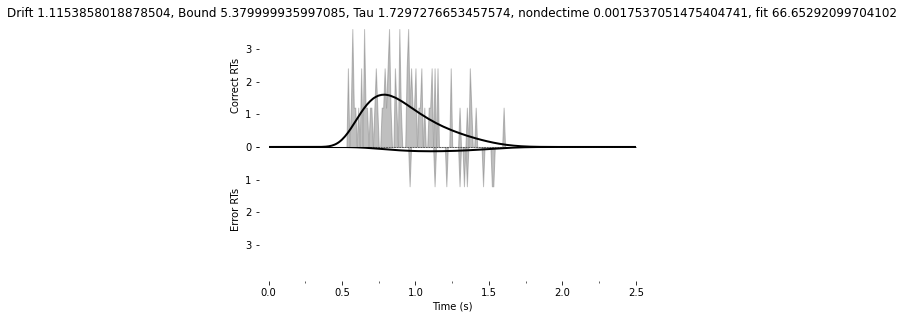 Drift 1.1153858018878504, Bound 5.379999935997085, Tau 1.7297276653457574, nondectime 0.0017537051475404741, fit 66.65292099704102
3
Correct RTs
2
1
0
1
Error RTs
2
3
0.0 0.5 1.0 1.5 2.0 2.5
Time (s)